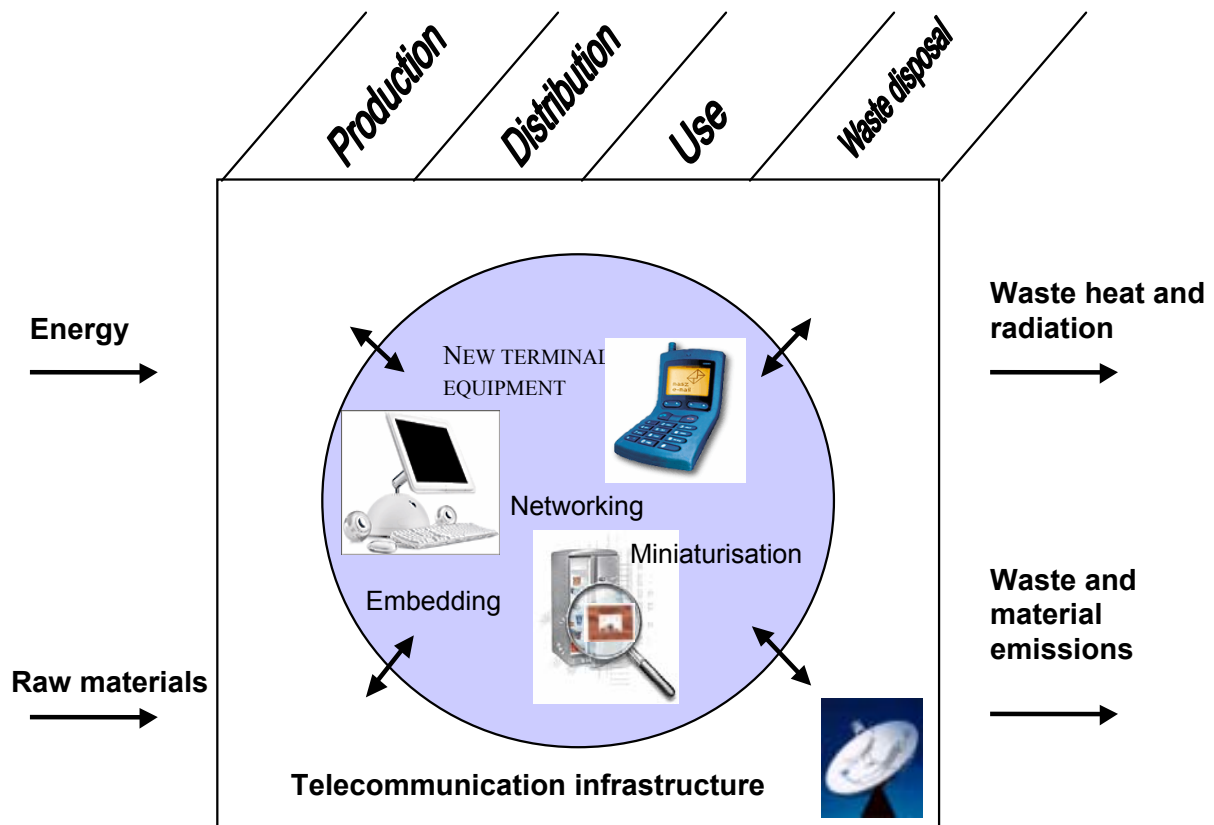 Production
Distribution
Use
Waste disposal
Energy
Waste heat and
radiation
NEW TERMINAL
EQUIPMENT
Networking
Miniaturisation
Embedding
Waste and
material
emissions
Raw materials
Telecommunication infrastructure